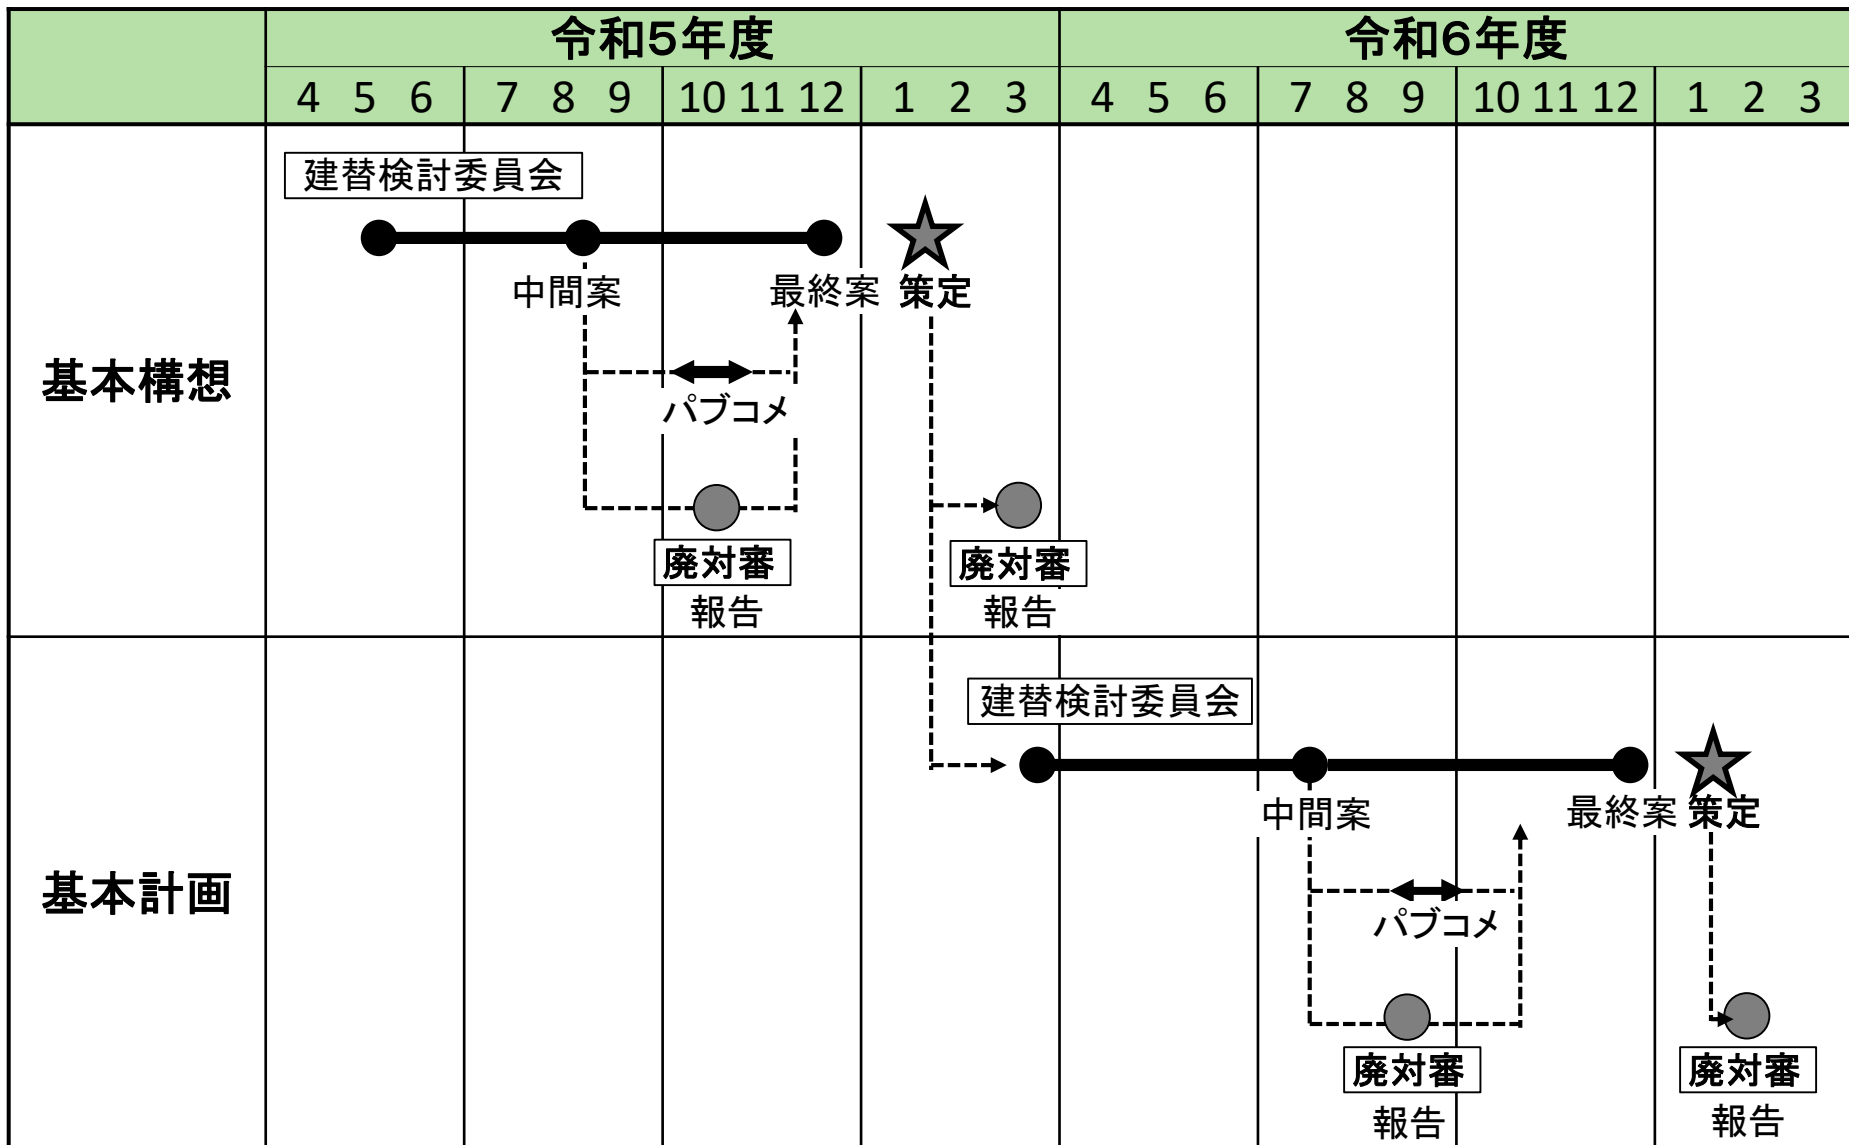 令和5年度
令和6年度
4 5 6 7 8 9 10 11 12 1 2 3 4 5 6 7 8 9 10 11 12 1 2 3
基本構想
建替検討委員会
中間案
最終案
策定
パブコメ
廃対審
報告
廃対審
報告
基本計画
建替検討委員会
中間案
最終案
策定
パブコメ
廃対審
報告
廃対審
報告